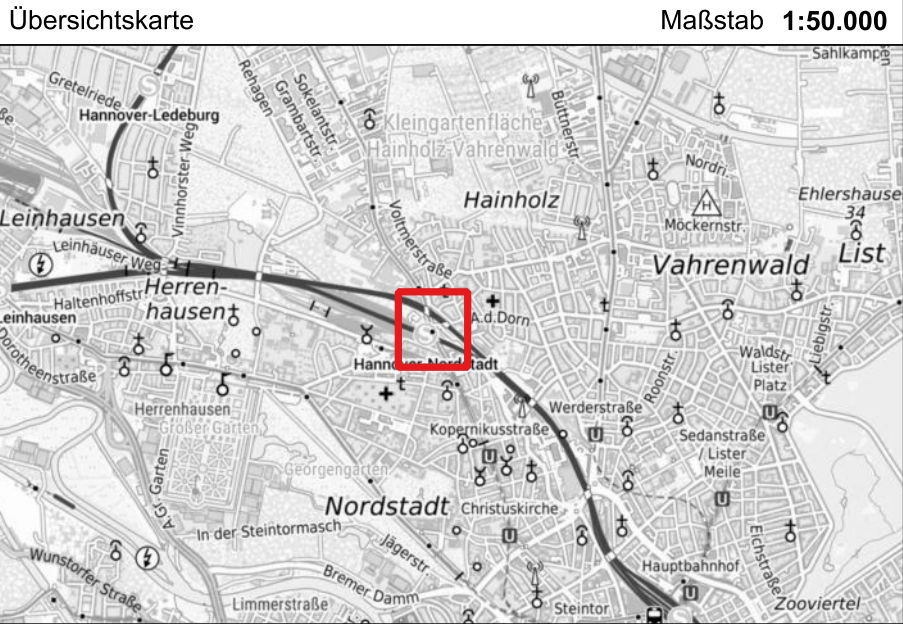 Übersichtskarte
Maßstab 1:50.000
Sahlkamp
Gretelriede
Rehagen
Grambartstr.
Sokelantstr.
Büttnerstr.
Hannover-Ledeburg
Vinnhorster Weg
Kleingartenfläche
Hainholz-Vahrenwald
Nordri.
Ehlershause
34
Hainholz
Möckernstr.
Leinhausen
Voltmerstraße
List
Leinhäuser Weg
Vahrenwald
Haltenhoffstr.
Herren-
hausen
Leinhausen
A.d.Dorn
Liebigstr.
Dorotheenstraße
Hannover-Nordstadt
Waldstr.
Lister
Platz
Roonstr.
Herrenhausen
Großer Garten
Werderstraße
Kopernikusstraße
Sedanstraße
/ Lister
Meile
Georgengarten
A.Gr. Garten
Nordstadt
Christuskirche
In der Steintormasch
Jägerstr.
Eichstraße
Wunstorfer Straße
Bremer Damm
Hauptbahnhof
Limmerstraße
Steintor
Zooviertel